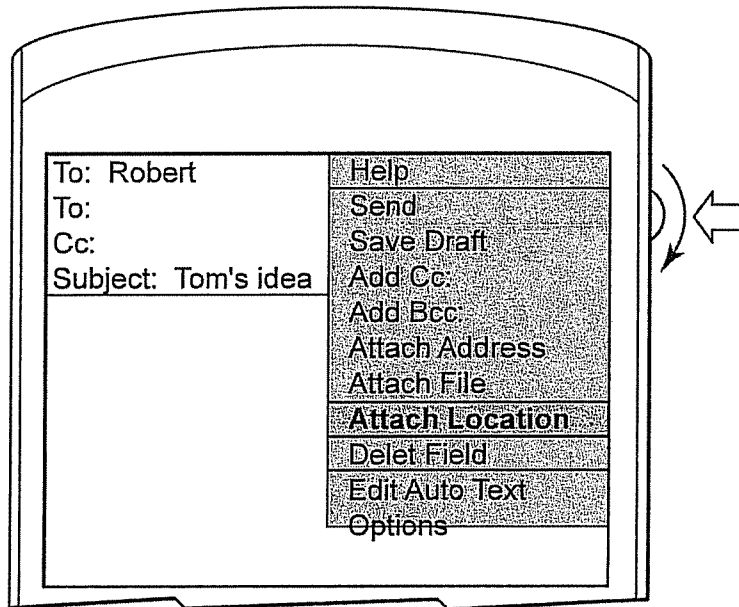 To: Robert
To:
Cc:
Subject: Tom's idea
Help
Send
Save Draft
Add Cc:
Add Bcc:
Attach Address
Attach File
Attach Location
Delet Field
Edit Auto Text
Options